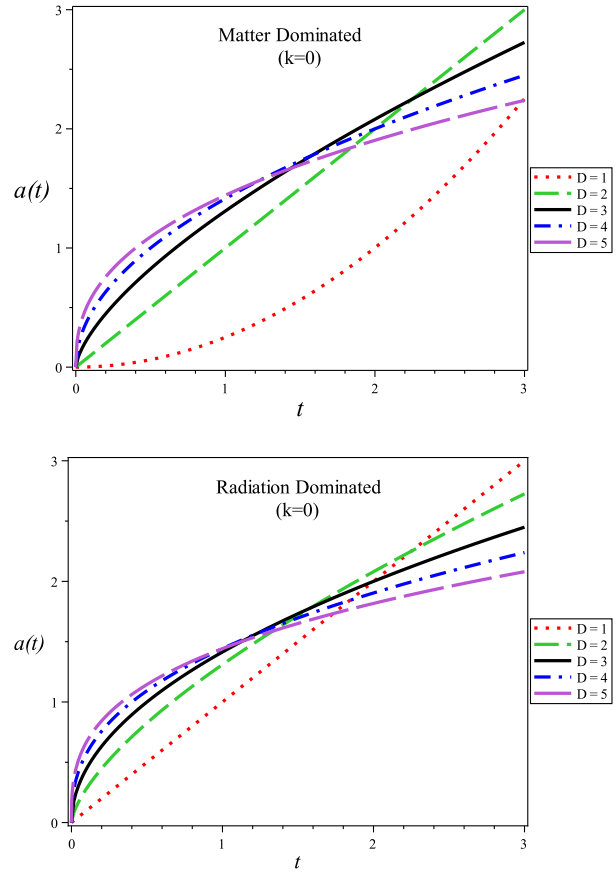 Matter Dominated
(k=0)
3
2
1
0
a(t)
0
1
2
3
t
D = 1
D = 2
D = 3
D = 4
D = 5
Radiation Dominated
(k=0)
3
2
1
0
a(t)
0
1
2
3
t
D = 1
D = 2
D = 3
D = 4
D = 5